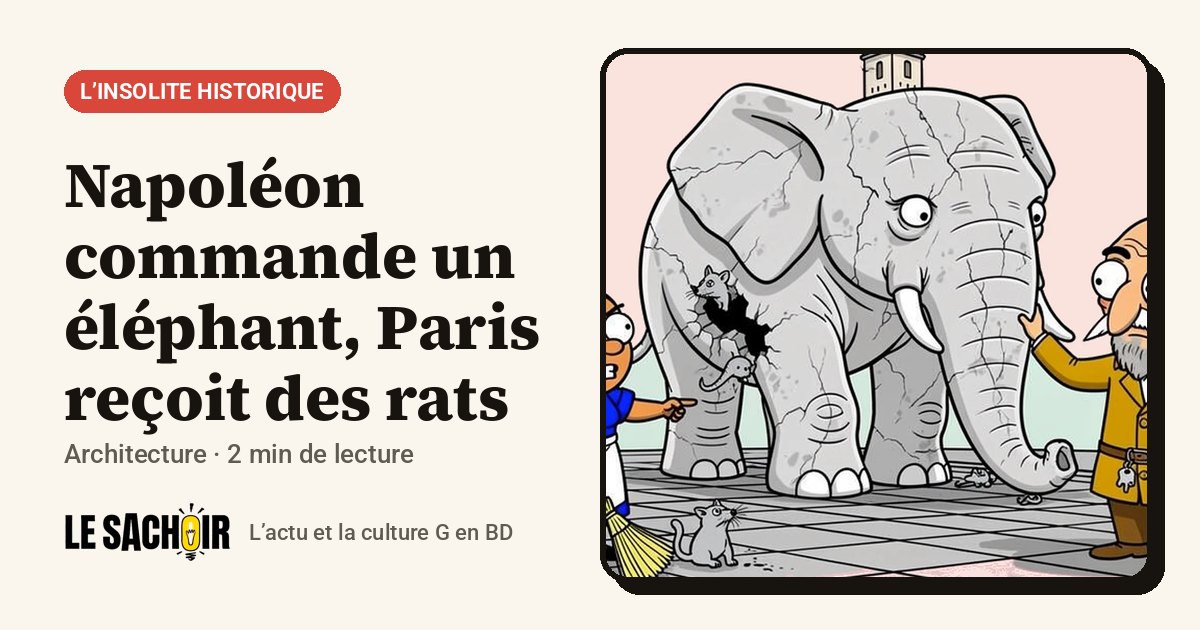 L’INSOLITE HISTORIQUE
Napoléon
commande un
éléphant, Paris
reçoit des rats
Architecture · 2 min de lecture
LE SACHOIR
L’actu et la culture G en BD